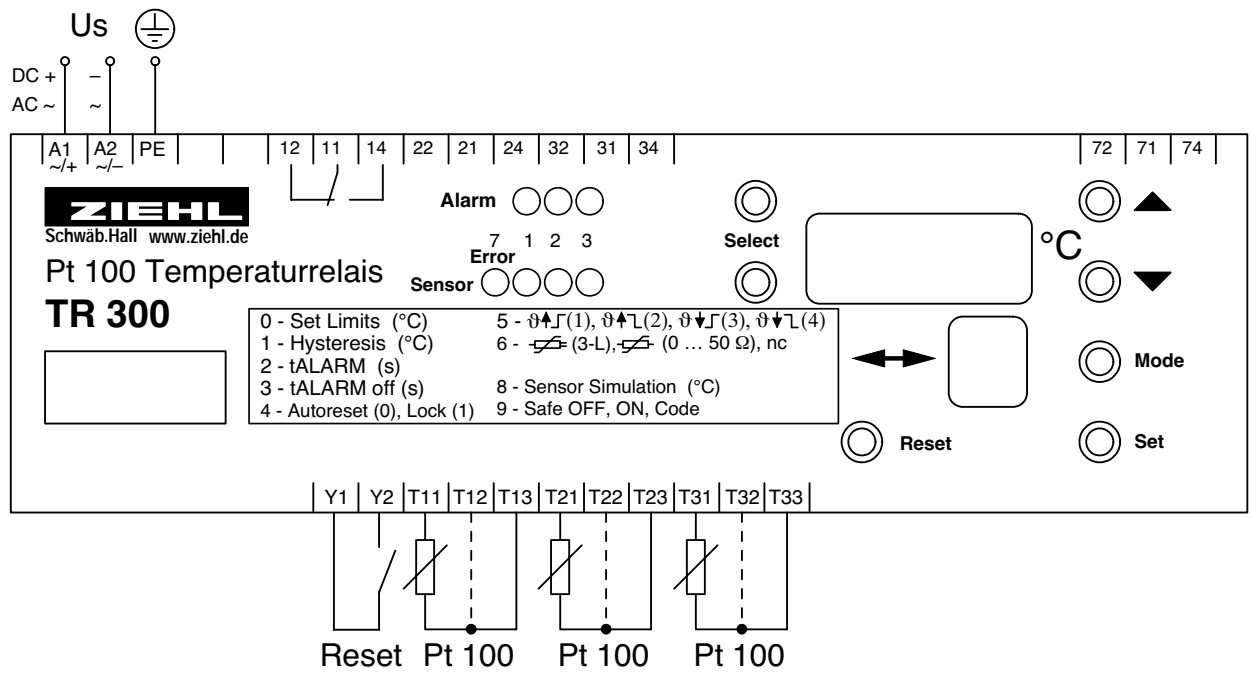 Us
DC + –
AC ~ ~
A1 A2 PE 12 11 14 22 21 24 32 31 34 72 71 74
~/+ ~/–
ZIEHL
Schwäb.Hall www.ziehl.de
Alarm
Select
°C
7 1 2 3
Error
Sensor
Pt 100 Temperaturrelais
TR 300
0 - Set Limits (°C)
1 - Hysteresis (°C)
2 - tALARM (s)
3 - tALARM off (s)
4 - Autoreset (0), Lock (1)
5 - ϑ (1), ϑ (2), ϑ (3), ϑ (4)
6 - (3-L), (0 ... 50 Ω), nc
8 - Sensor Simulation (°C)
9 - Safe OFF, ON, Code
Mode
Reset
Set
Y1 Y2 T11 T12 T13 T21 T22 T23 T31 T32 T33
Reset Pt 100 Pt 100 Pt 100